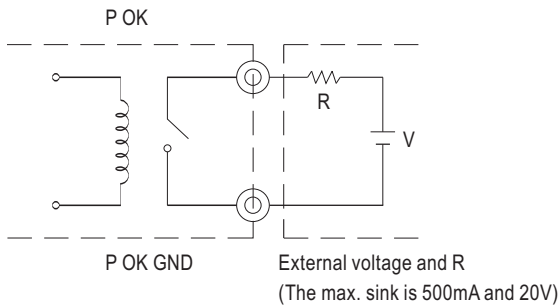 P OK
R
V
P OK GND
External voltage and R
(The max. sink is 500mA and 20V)